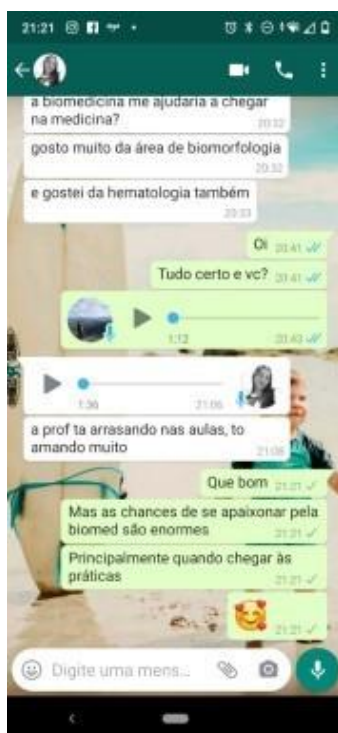 21:21
a biomedicina me ajudaria a chegar
na medicina?
20:32
gosto muito da área de biomorfologia
20:32
e gostei da hematologia também
20:33
Oi 20:41
Tudo certo e vc? 20:41
1:12 20:43
1:36 21:06
a prof ta arrasando nas aulas, to
amando muito
21:06
Que bom 21:21
Mas as chances de se apaixonar pela
biomed são enormes
21:21
Principalmente quando chegar às
práticas
21:21
21:21
Digite uma mens...